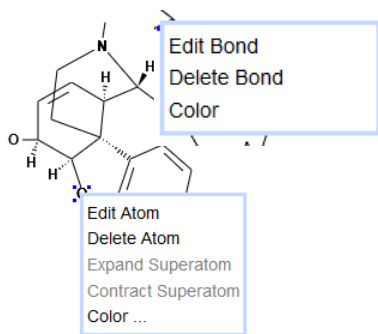 N
H
H
Edit Bond
Delete Bond
Color
O
H
H
O
Edit Atom
Delete Atom
Expand Superatom
Contract Superatom
Color ...